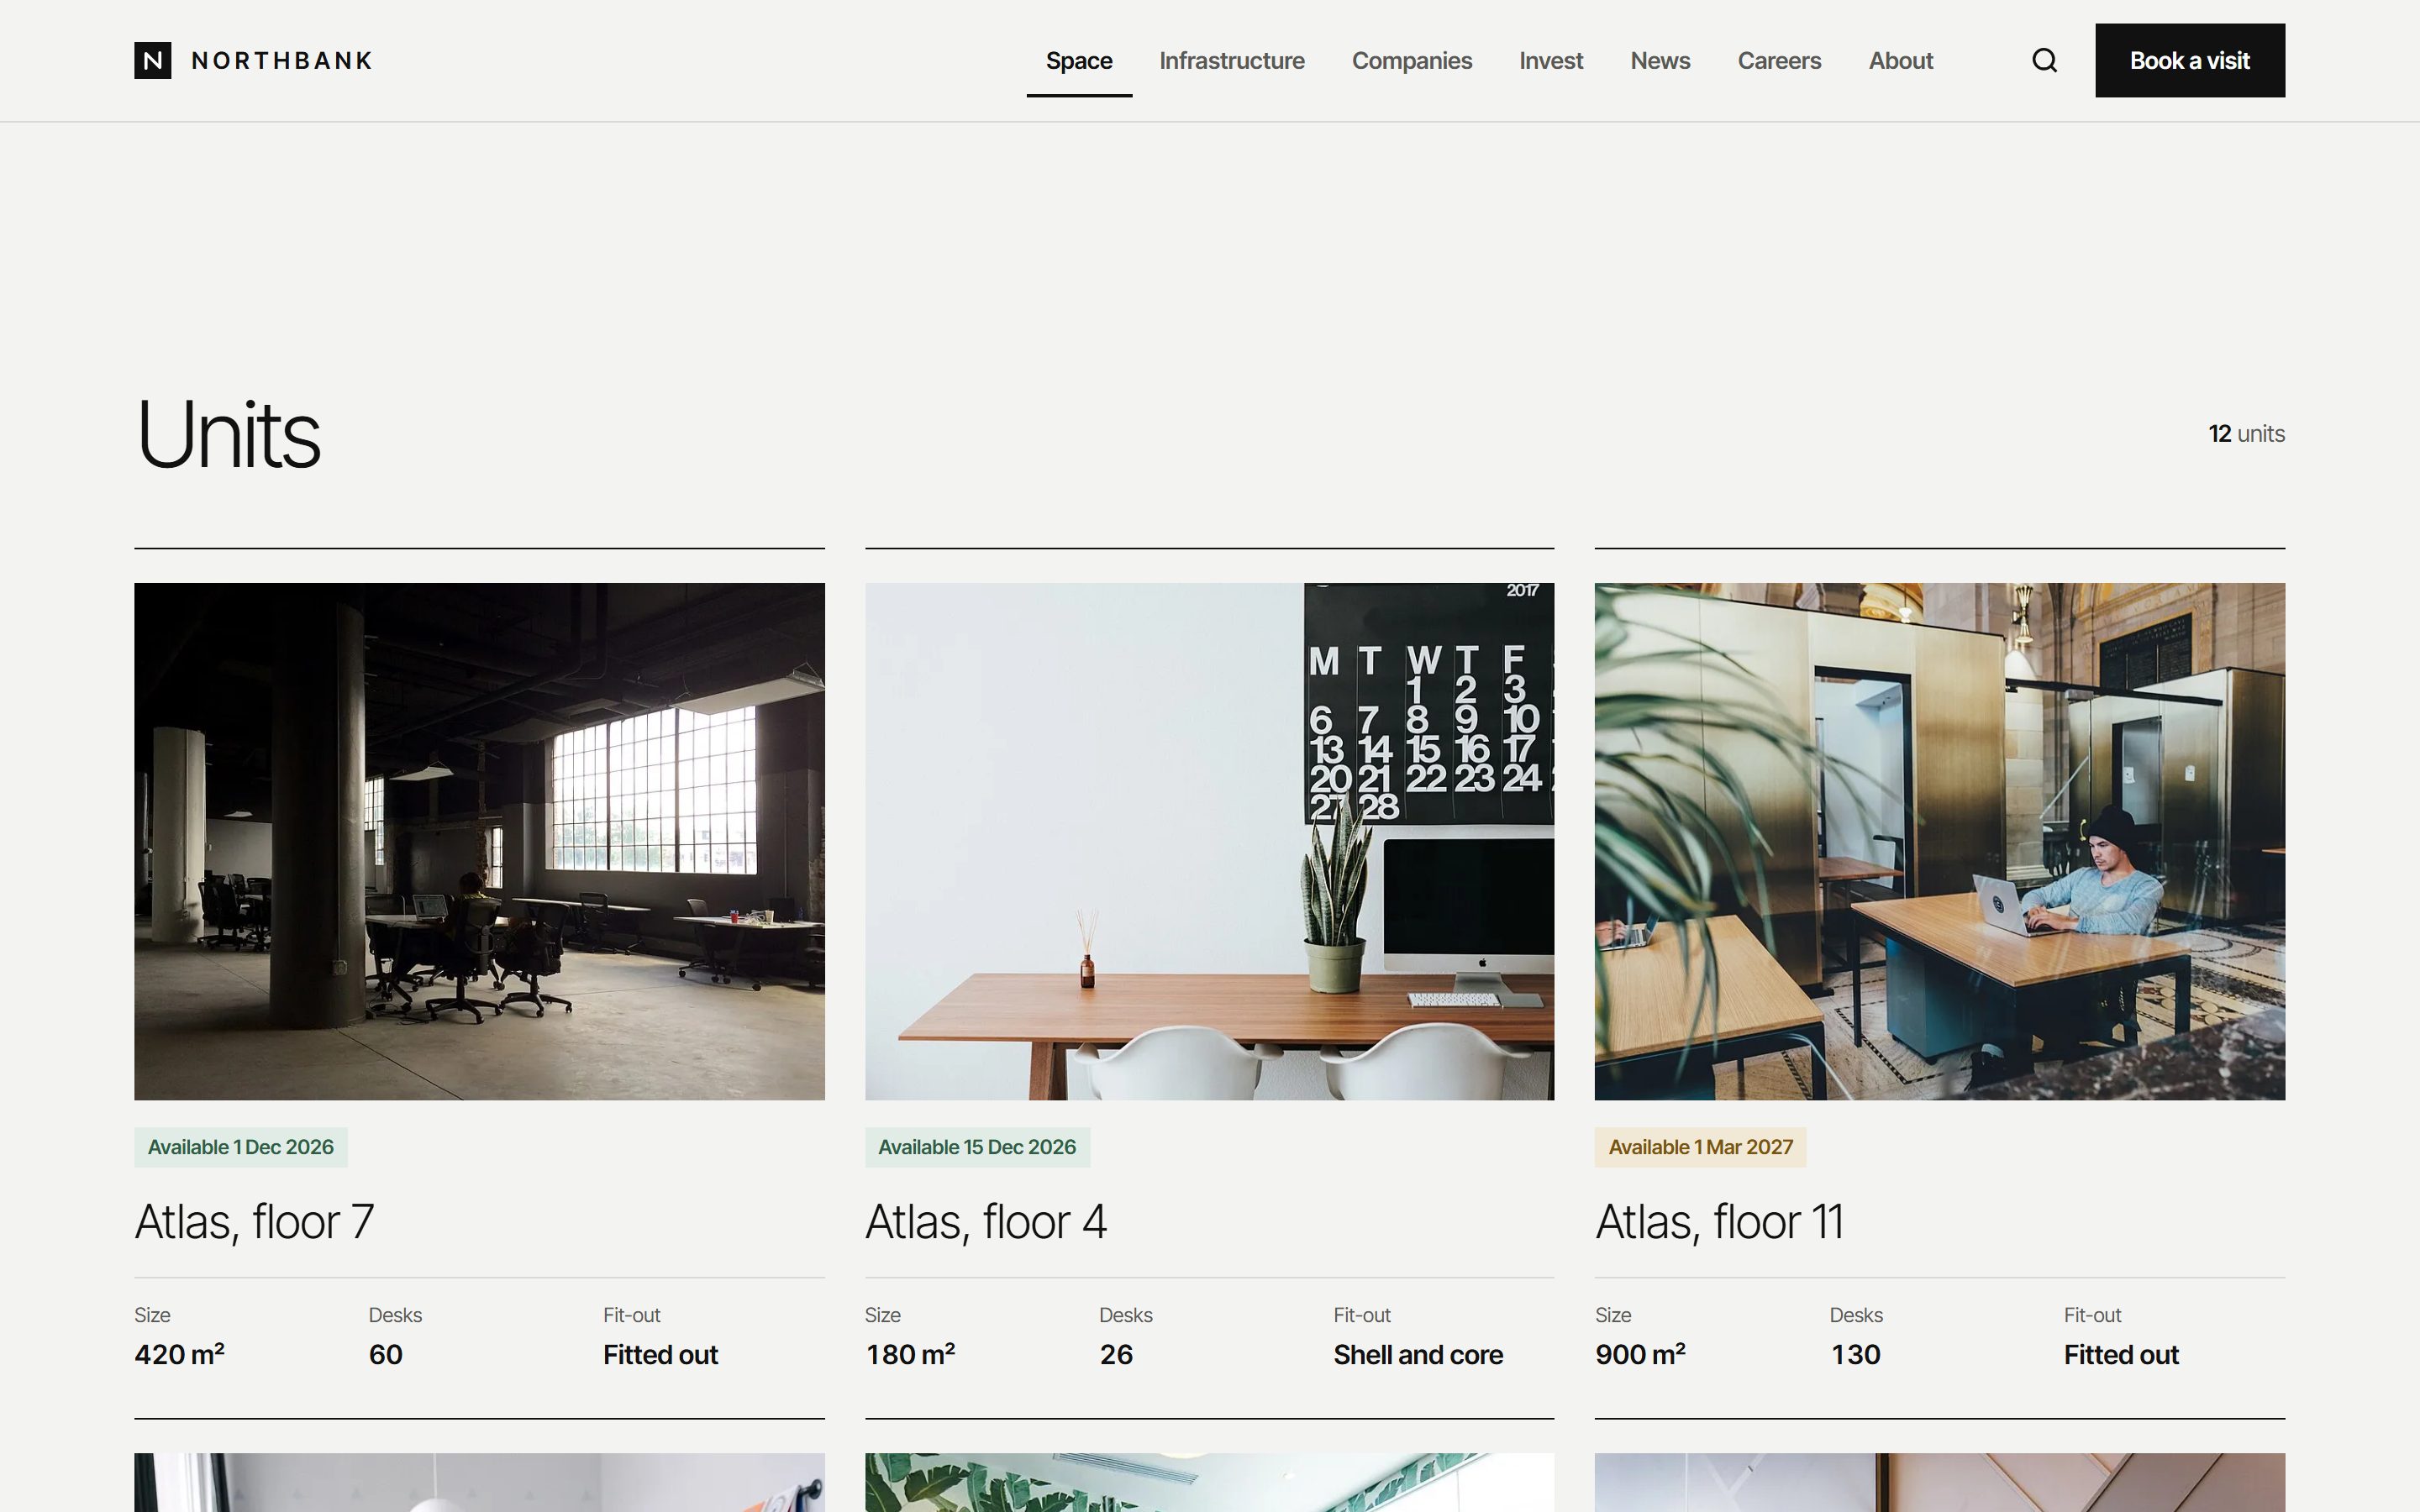 N NORTHBANK
Space Infrastructure Companies Invest News Careers About Book a visit
Units
12 units
2017
M T W T F
1 2 3
6 7 8 9 10
13 14 15 16 17
20 21 22 23 24
27 28
Available 1 Dec 2026
Atlas, floor 7
Size Desks Fit-out
420 m² 60 Fitted out
Available 15 Dec 2026
Atlas, floor 4
Size Desks Fit-out
180 m² 26 Shell and core
Available 1 Mar 2027
Atlas, floor 11
Size Desks Fit-out
900 m² 130 Fitted out